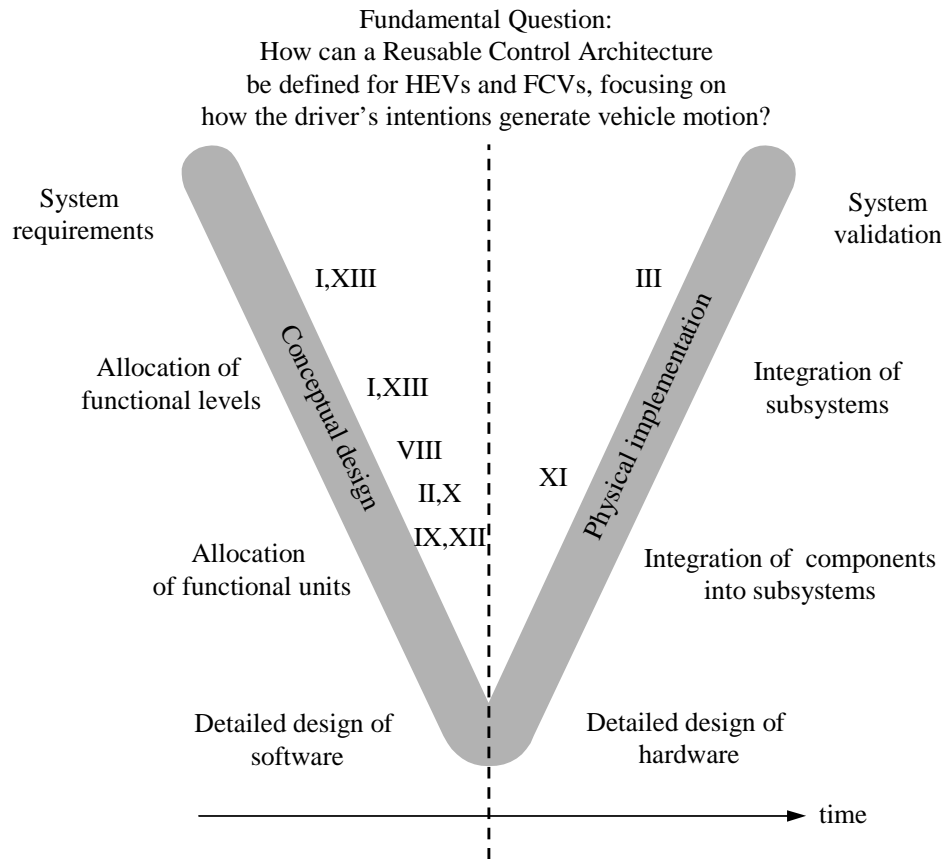 Fundamental Question:
How can a Reusable Control Architecture
be defined for HEVs and FCVs, focusing on
how the driver's intentions generate vehicle motion?
System
requirements
System
validation
I,XIII
III
Conceptual design
Physical implementation
Allocation of
functional levels
I,XIII
Integration of
subsystems
VIII
II,X
XI
IX,XII
Allocation
of functional units
Integration of components
into subsystems
Detailed design of
software
Detailed design of
hardware
time